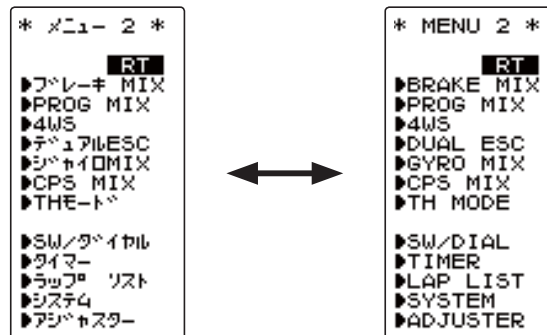 * メニュー 2 *
RT
ブレーキ MIX
PROG MIX
4WS
デュアルESC
ジャイロMIX
CPS MIX
THモード
SW/ダイヤル
タイマー
ラップ リスト
システム
アジャスター
* MENU 2 *
RT
BRAKE MIX
PROG MIX
4WS
DUAL ESC
GYRO MIX
CPS MIX
TH MODE
SW/DIAL
TIMER
LAP LIST
SYSTEM
ADJUSTER